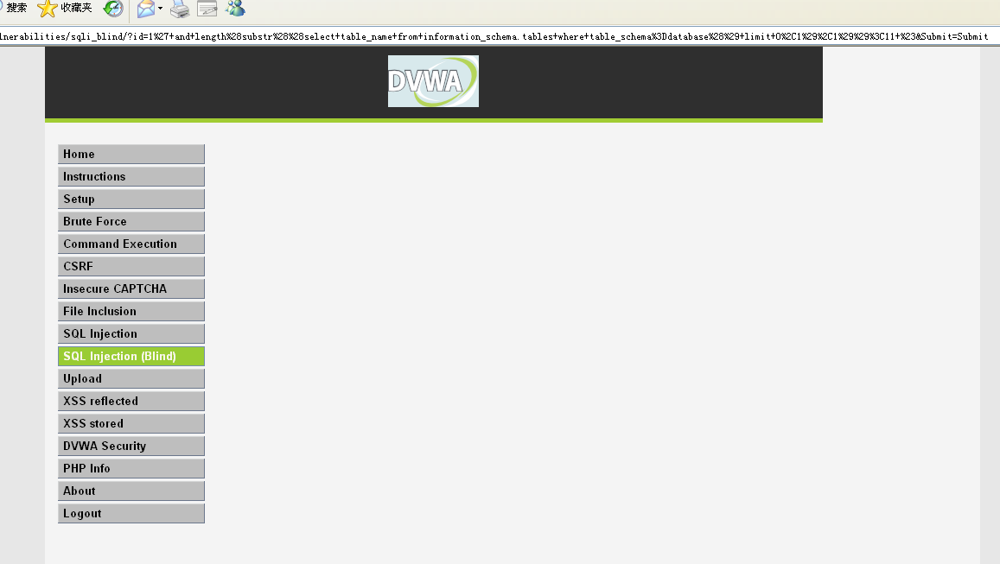 搜索 收藏夹
lnerabilities/sqli_blind/?id=1%27+and+length%28substr%28%28select+table_name+from+information_schema.tables+where+table_schema%3Ddatabase%28%29+limit+0%2C1%29%2C1%29%29%3C11+%23&Submit=Submit
DVWA
Home
Instructions
Setup
Brute Force
Command Execution
CSRF
Insecure CAPTCHA
File Inclusion
SQL Injection
SQL Injection (Blind)
Upload
XSS reflected
XSS stored
DVWA Security
PHP Info
About
Logout